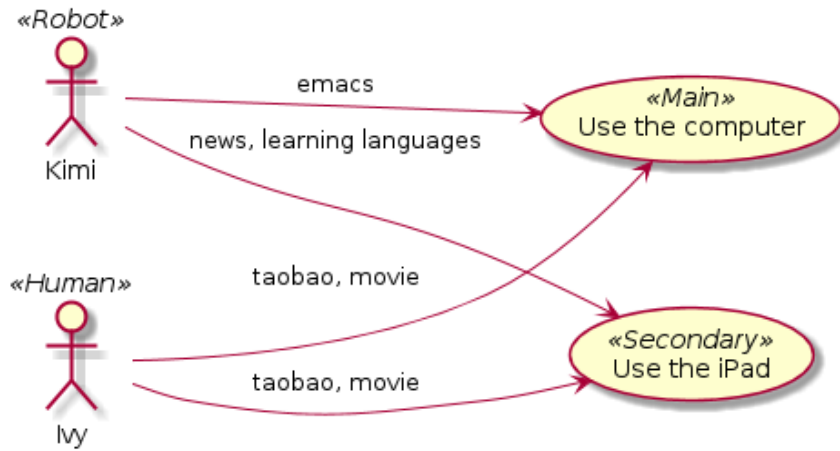 «Robot»
Kimi
emacs
news, learning languages
«Main»
Use the computer
«Human»
Ivy
taobao, movie
taobao, movie
«Secondary»
Use the iPad